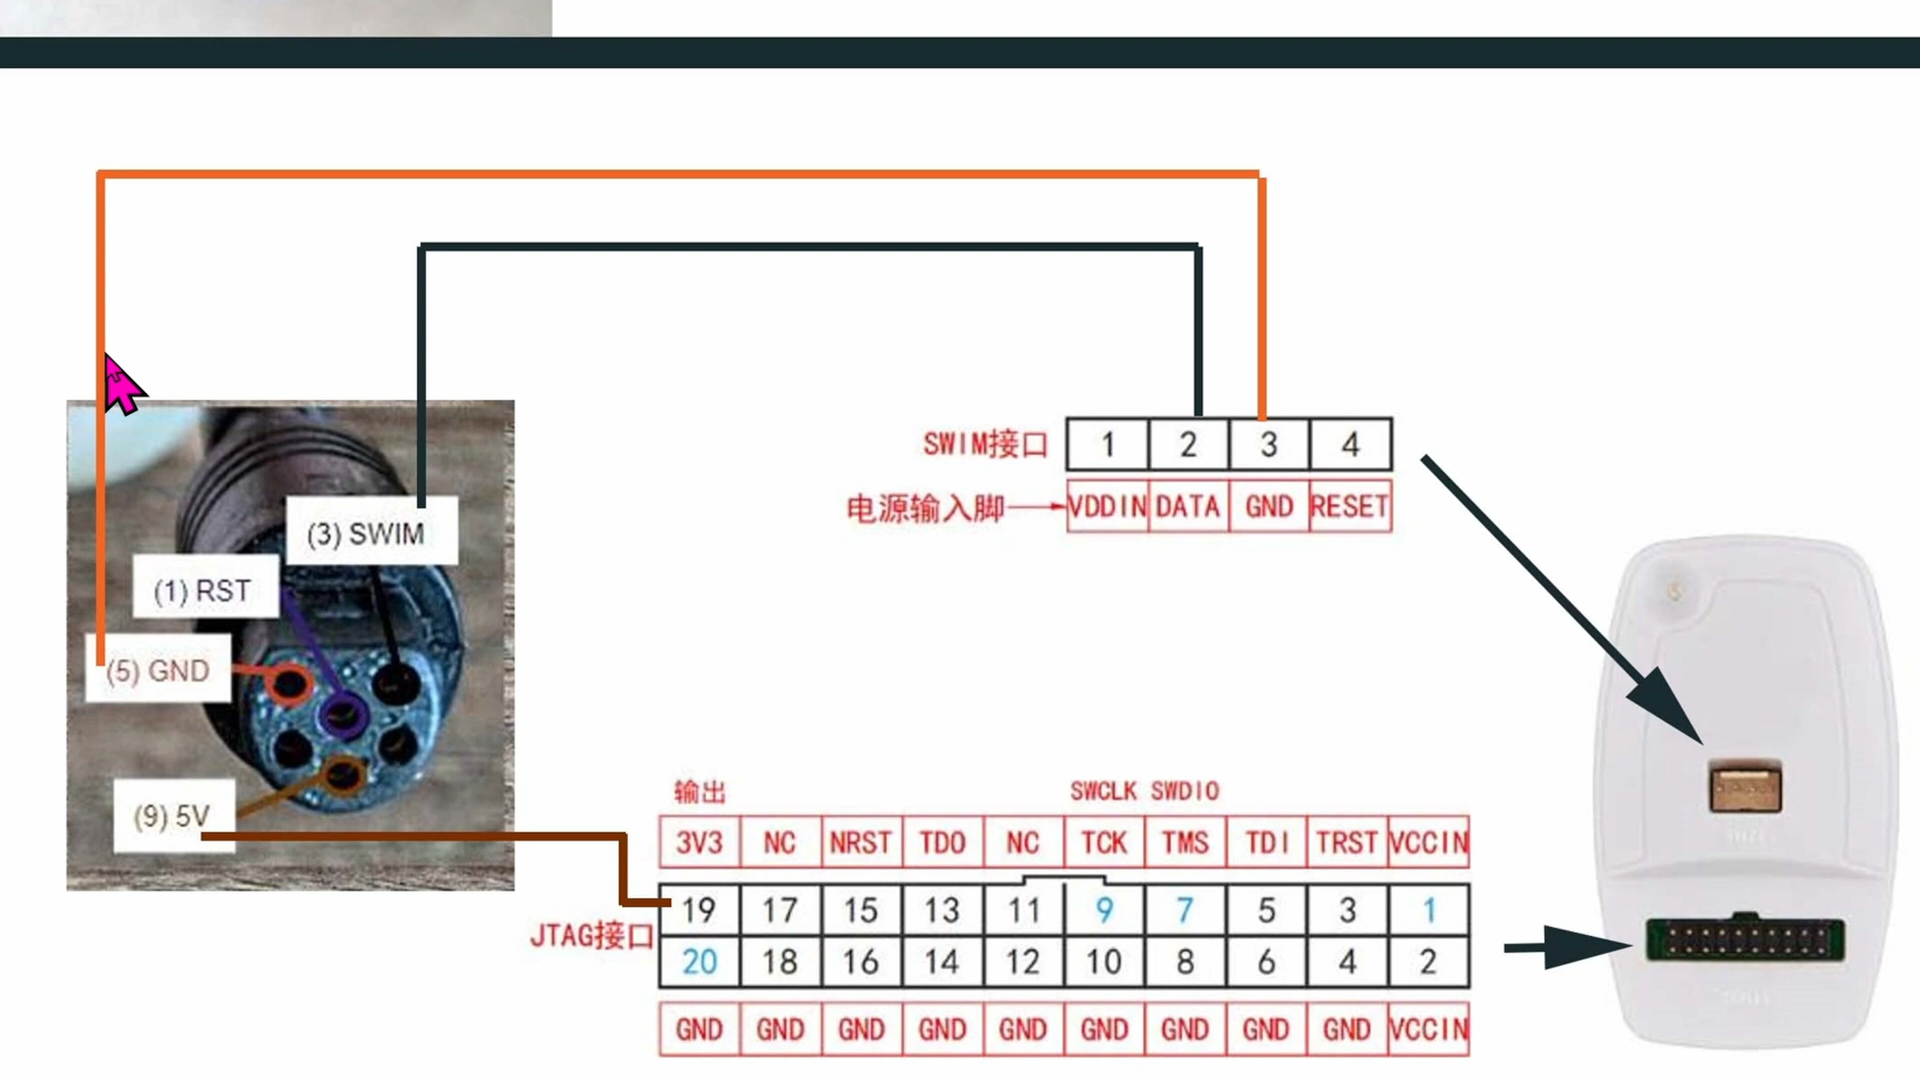 SWIM接口 1 2 3 4
电源输入脚 VDDIN DATA GND RESET
(3) SWIM
(1) RST
(5) GND
(9) 5V
输出 SWCLK SWDIO
3V3 NC NRST TDO NC TCK TMS TDI TRST VCCIN
19 17 15 13 11 9 7 5 3 1
JTAG接口
20 18 16 14 12 10 8 6 4 2
GND GND GND GND GND GND GND GND GND VCCIN